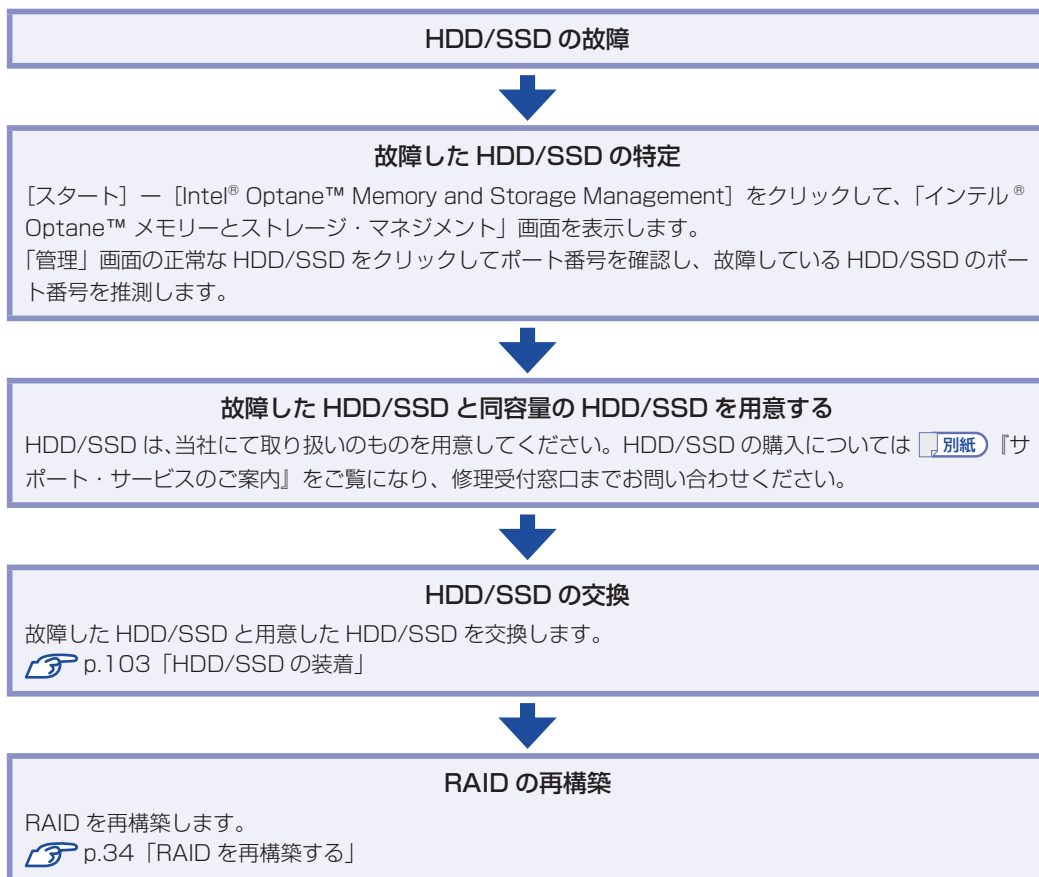 HDD/SSD の故障
故障した HDD/SSD の特定
［スタート］－［Intel® Optane™ Memory and Storage Management］をクリックして、「インテル ®
Optane™ メモリーとストレージ・マネジメント」画面を表示します。
「管理」画面の正常な HDD/SSD をクリックしてポート番号を確認し、故障している HDD/SSD のポー
ト番号を推測します。
故障した HDD/SSD と同容量の HDD/SSD を用意する
HDD/SSD は、当社にて取り扱いのものを用意してください。HDD/SSD の購入については 別紙 『サ
ポート・サービスのご案内』をご覧になり、修理受付窓口までお問い合わせください。
HDD/SSD の交換
故障した HDD/SSD と用意した HDD/SSD を交換します。
p.103「HDD/SSD の装着」
RAID の再構築
RAID を再構築します。
p.34「RAID を再構築する」